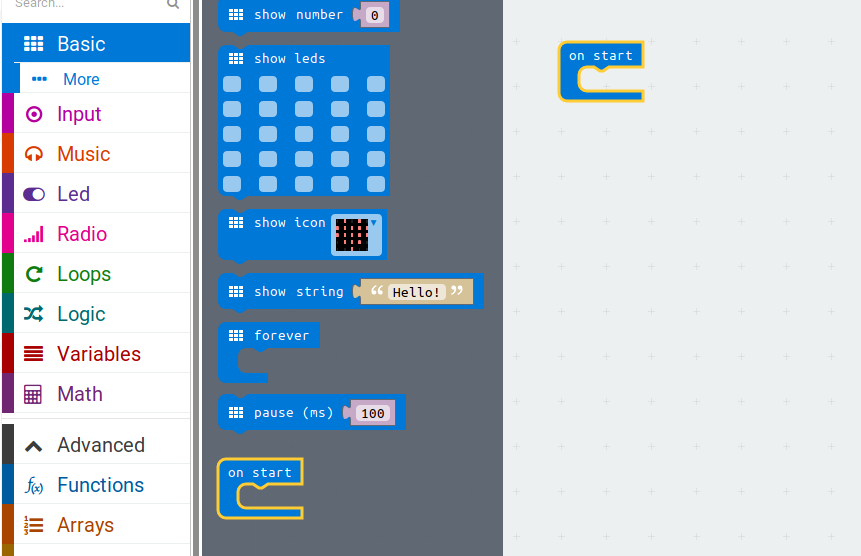 Search...
Basic
More
Input
Music
Led
Radio
Loops
Logic
Variables
Math
Advanced
Functions
Arrays
show number 0
show leds
show icon
show string “ Hello! ”
forever
pause (ms) 100
on start
on start